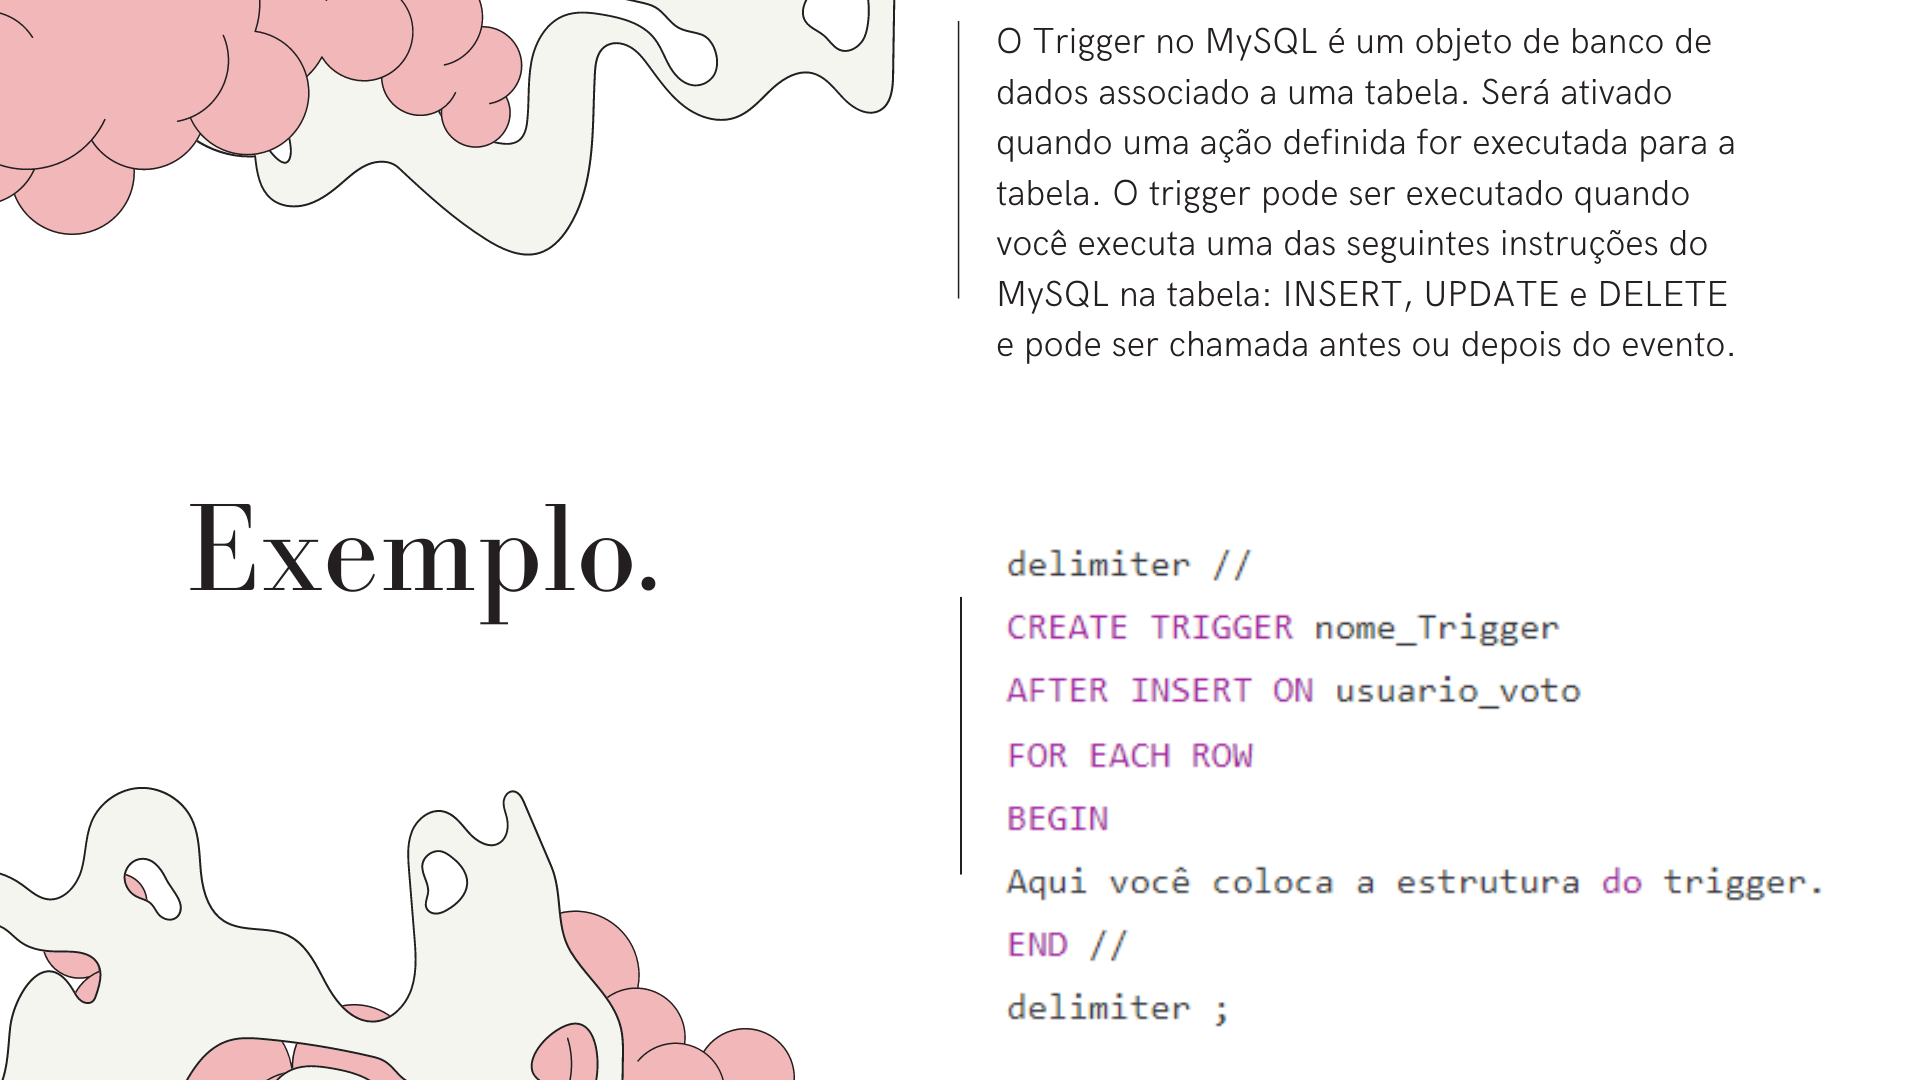 O Trigger no MySQL é um objeto de banco de
dados associado a uma tabela. Será ativado
quando uma ação definida for executada para a
tabela. O trigger pode ser executado quando
você executa uma das seguintes instruções do
MySQL na tabela: INSERT, UPDATE e DELETE
e pode ser chamada antes ou depois do evento.
Exemplo.
delimiter //
CREATE TRIGGER nome_Trigger
AFTER INSERT ON usuario_voto
FOR EACH ROW
BEGIN
Aqui você coloca a estrutura do trigger.
END //
delimiter ;